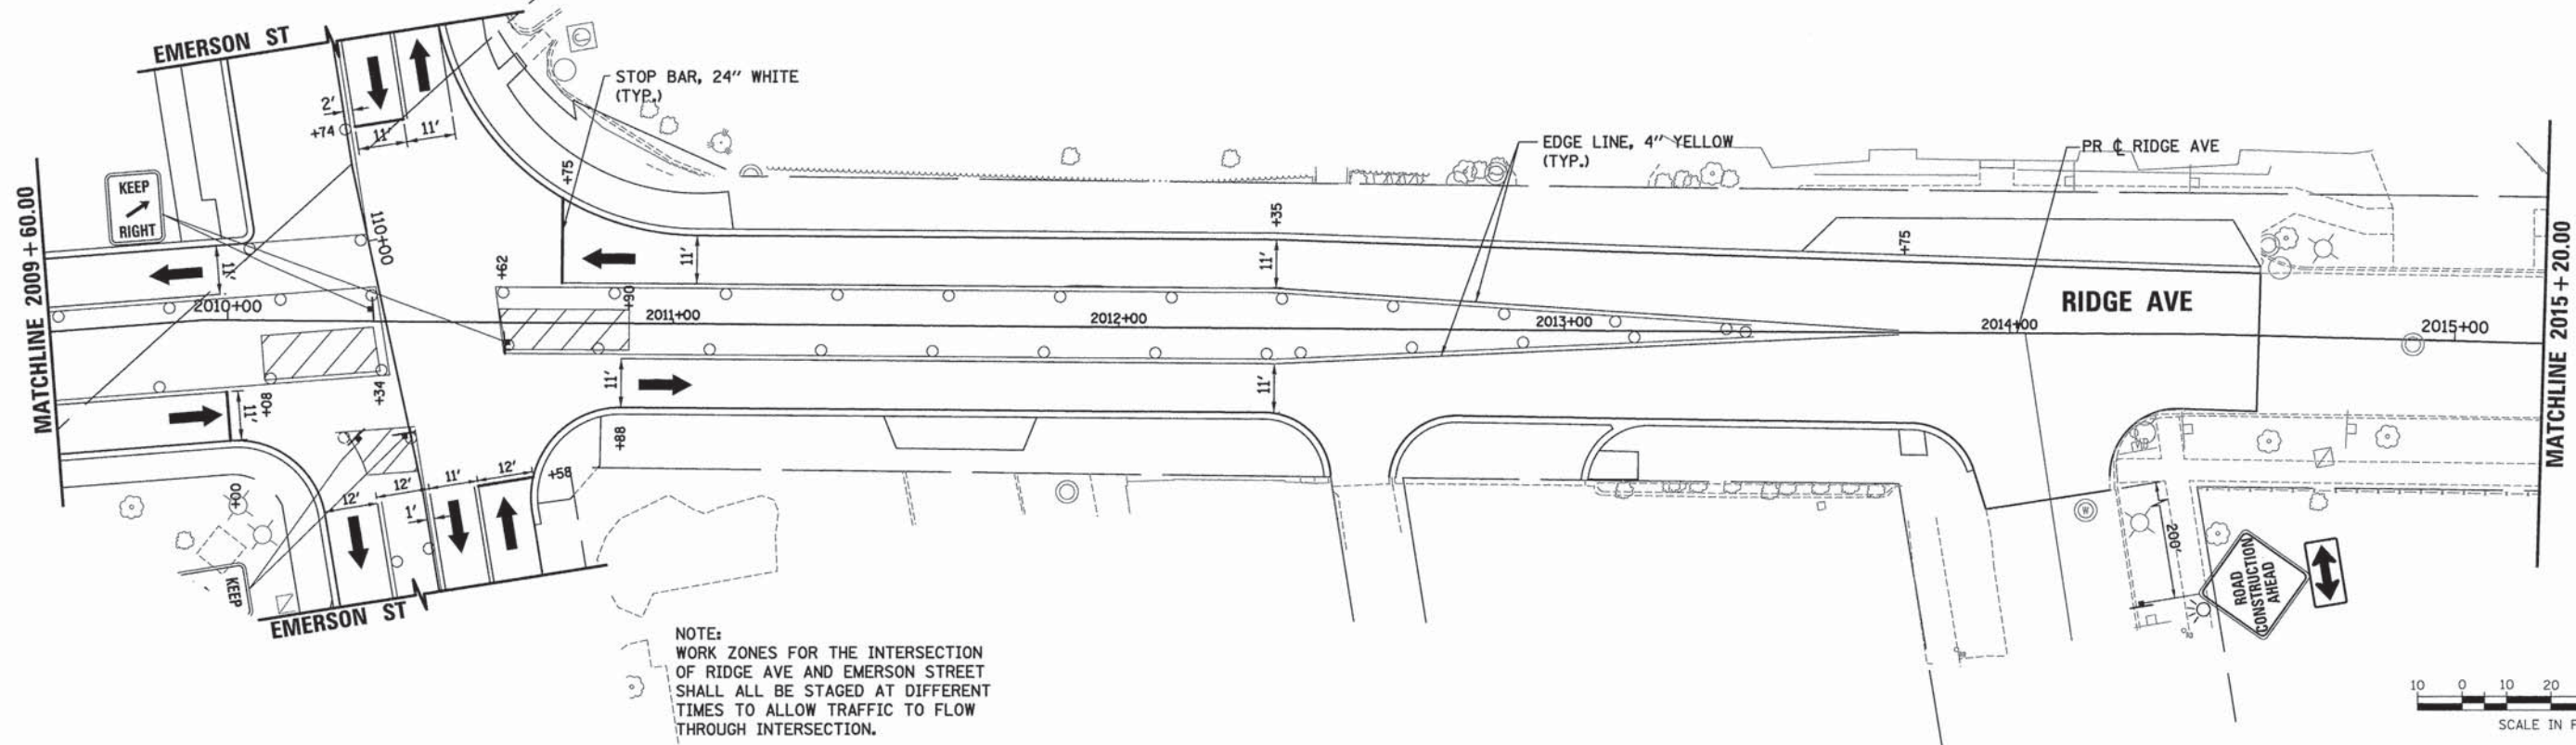 EMERSON ST
STOP BAR, 24" WHITE
(TYP.)
2'
+74
11'
11'
EDGE LINE, 4" YELLOW
(TYP.)
PR ℄ RIDGE AVE
KEEP
RIGHT
+75
110+00
+35
+75
MATCHLINE 2009+60.00
MATCHLINE 2015+20.00
11'
11'
11'
+62
+90
2010+00
2011+00
2012+00
2013+00
2014+00
2015+00
RIDGE AVE
+34
+08
11'
11'
11'
+88
+00
12'
12'
11'
12'
+58
1'
KEEP
EMERSON ST
200'
ROAD
CONSTRUCTION
AHEAD
W
NOTE:
WORK ZONES FOR THE INTERSECTION
OF RIDGE AVE AND EMERSON STREET
SHALL ALL BE STAGED AT DIFFERENT
TIMES TO ALLOW TRAFFIC TO FLOW
THROUGH INTERSECTION.
10 0 10 20
SCALE IN F